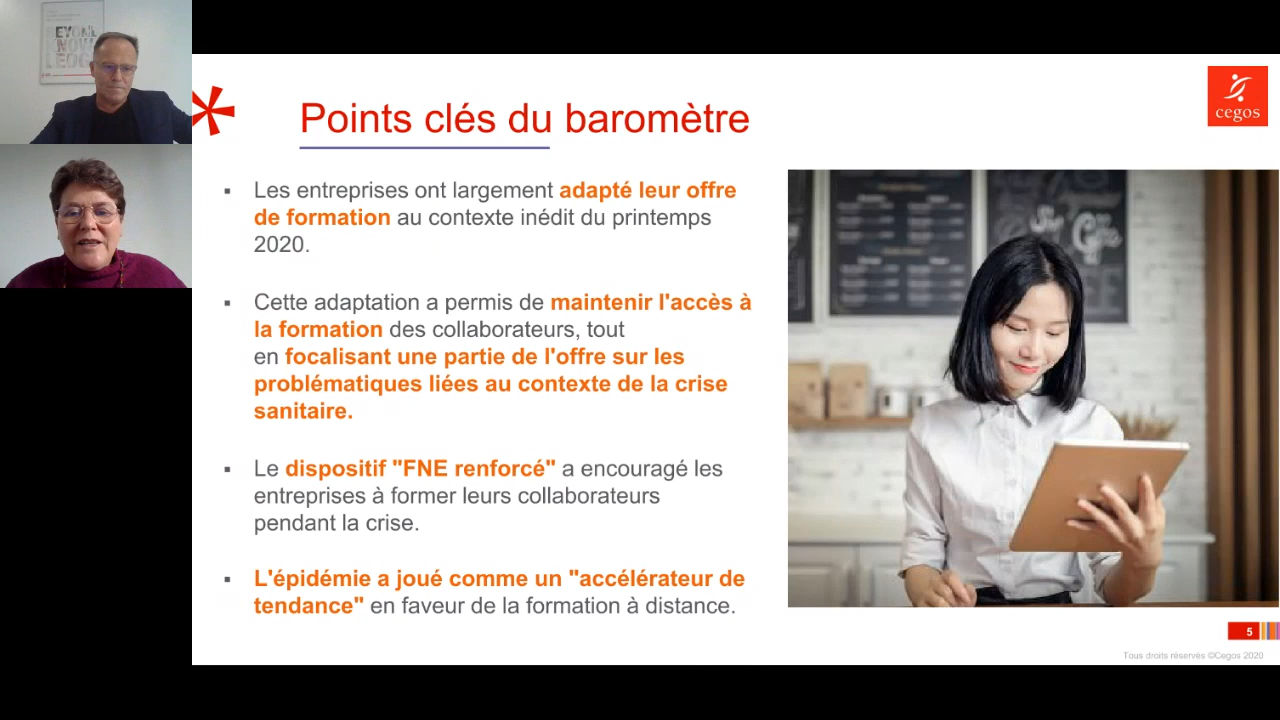 BEYOND
KNOW
LEDGE
Points clés du baromètre
cegos
▪ Les entreprises ont largement adapté leur offre
de formation au contexte inédit du printemps
2020.
▪ Cette adaptation a permis de maintenir l'accès à
la formation des collaborateurs, tout
en focalisant une partie de l'offre sur les
problématiques liées au contexte de la crise
sanitaire.
▪ Le dispositif "FNE renforcé" a encouragé les
entreprises à former leurs collaborateurs
pendant la crise.
▪ L'épidémie a joué comme un "accélérateur de
tendance" en faveur de la formation à distance.
5
Tous droits réservés ©Cegos 2020